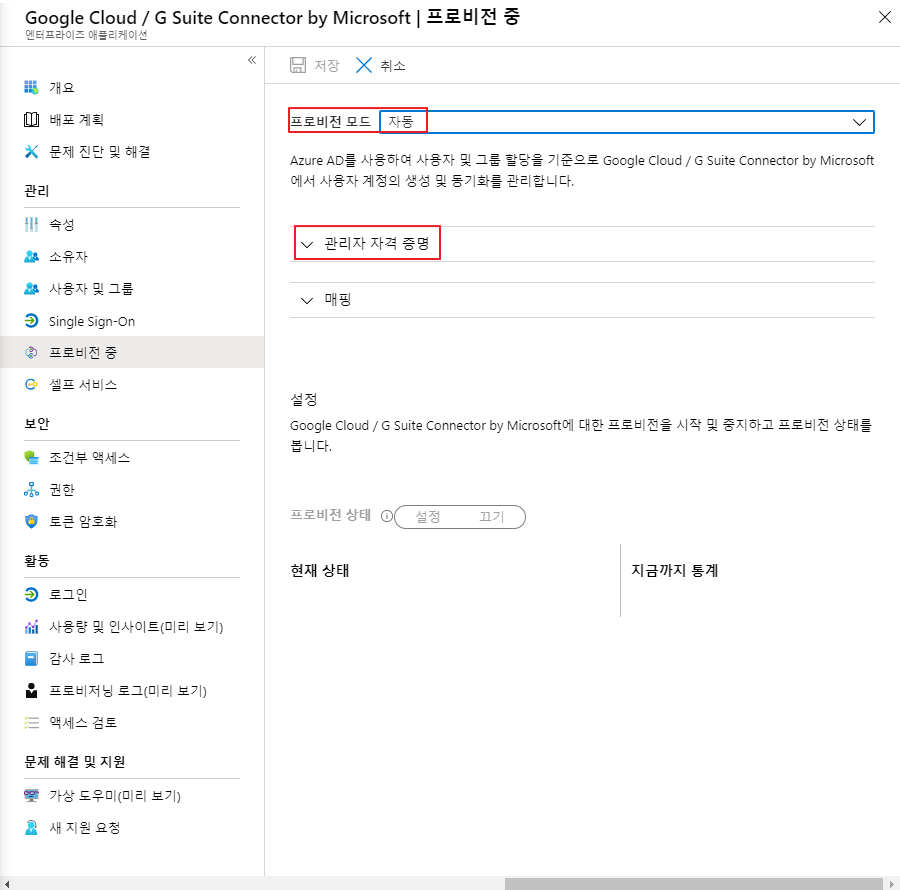 Google Cloud / G Suite Connector by Microsoft | 프로비전 중
엔터프라이즈 애플리케이션
개요
배포 계획
문제 진단 및 해결
관리
속성
소유자
사용자 및 그룹
Single Sign-On
프로비전 중
셀프 서비스
보안
조건부 액세스
권한
토큰 암호화
활동
로그인
사용량 및 인사이트(미리 보기)
감사 로그
프로비저닝 로그(미리 보기)
액세스 검토
문제 해결 및 지원
가상 도우미(미리 보기)
새 지원 요청
저장 취소
프로비전 모드 자동
Azure AD를 사용하여 사용자 및 그룹 할당을 기준으로 Google Cloud / G Suite Connector by Microsoft
에서 사용자 계정의 생성 및 동기화를 관리합니다.
관리자 자격 증명
매핑
설정
Google Cloud / G Suite Connector by Microsoft에 대한 프로비전을 시작 및 중지하고 프로비전 상태를
봅니다.
프로비전 상태 설정 끄기
현재 상태 지금까지 통계